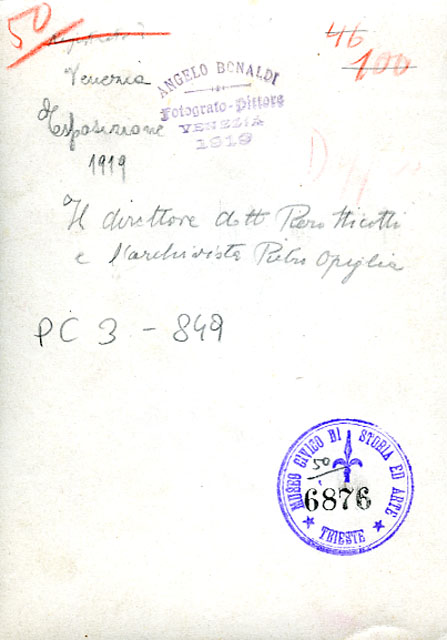 50
46
100
Venezia
Esposizione
1919
ANGELO BONALDI
Fotografo-Pittore
VENEZIA
1919
Il direttore dott Piero Sticotti
e l'archivista Pietro Opiglia
PC 3 - 849
MUSEO CIVICO DI STORIA ED ARTE
50
6876
TRIESTE